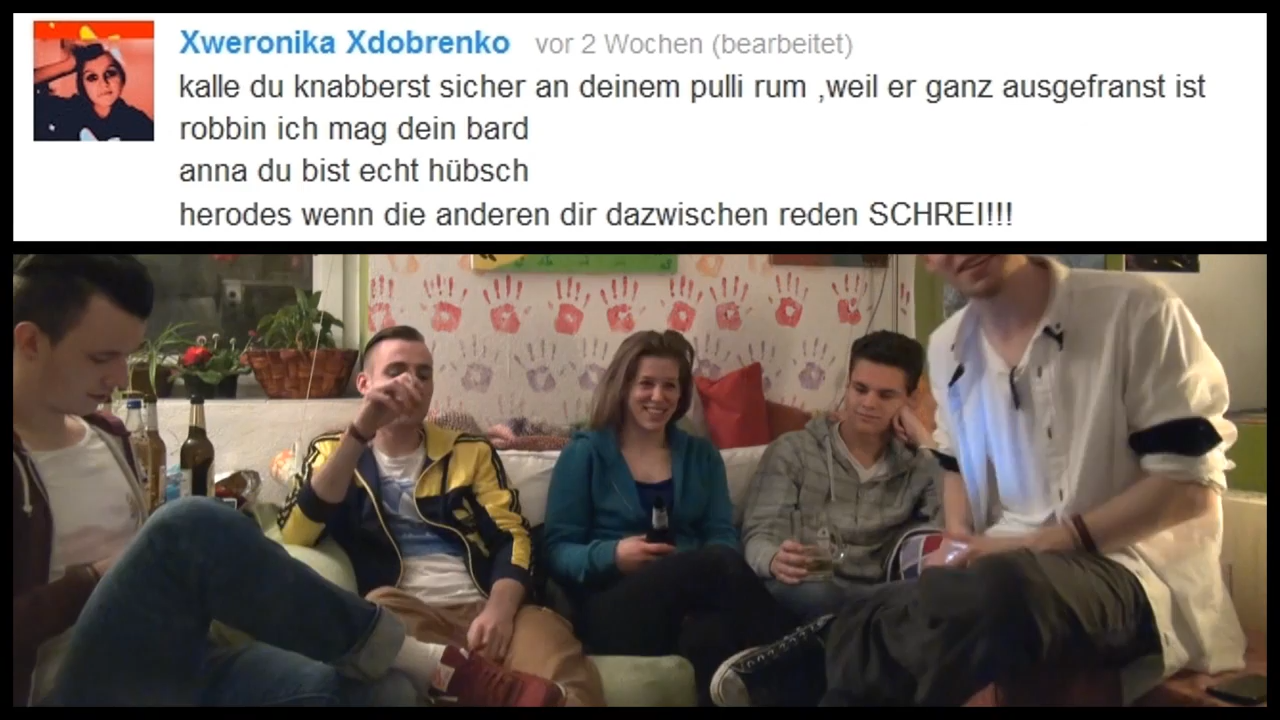 Xweronika Xdobrenko vor 2 Wochen (bearbeitet)
kalle du knabberst sicher an deinem pulli rum ,weil er ganz ausgefranst ist
robbin ich mag dein bard
anna du bist echt hübsch
herodes wenn die anderen dir dazwischen reden SCHREI!!!